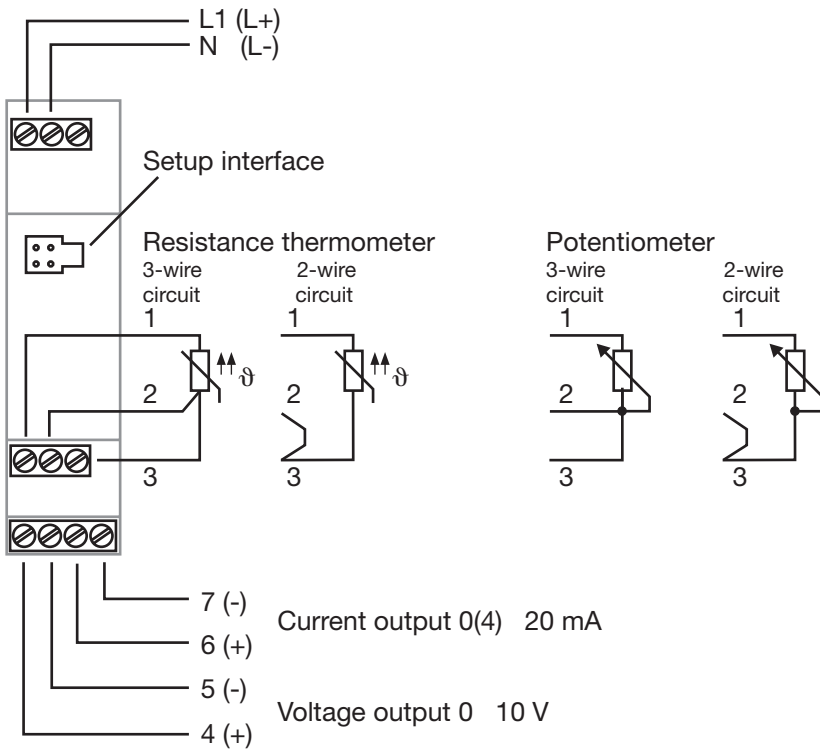 L1 (L+)
N (L-)
Setup interface
Resistance thermometer
3-wire
circuit
2-wire
circuit
1
1
2
2
3
3
ϑ
ϑ
Potentiometer
3-wire
circuit
2-wire
circuit
1
1
2
2
3
3
7 (-)
6 (+)
Current output 0(4) 20 mA
5 (-)
4 (+)
Voltage output 0 10 V